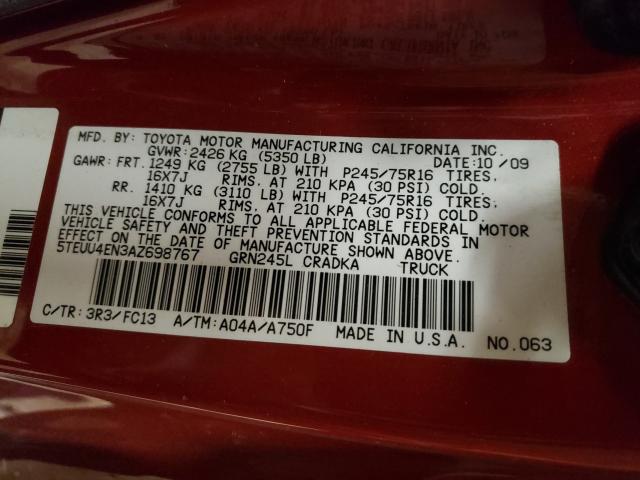 MFD. BY: TOYOTA MOTOR MANUFACTURING CALIFORNIA INC.
GVWR: 2426 KG (5350 LB) DATE: 10/09
GAWR: FRT. 1249 KG (2755 LB) WITH P245/75R16 TIRES,
16X7J RIMS, AT 210 KPA (30 PSI) COLD.
RR. 1410 KG (3110 LB) WITH P245/75R16 TIRES,
16X7J RIMS, AT 210 KPA (30 PSI) COLD.
THIS VEHICLE CONFORMS TO ALL APPLICABLE FEDERAL MOTOR
VEHICLE SAFETY AND THEFT PREVENTION STANDARDS IN
EFFECT ON THE DATE OF MANUFACTURE SHOWN ABOVE.
5TEUU4EN3AZ698767 GRN245L CRADKA TRUCK
C/TR: 3R3/FC13 A/TM: A04A/A750F MADE IN U.S.A. NO.063